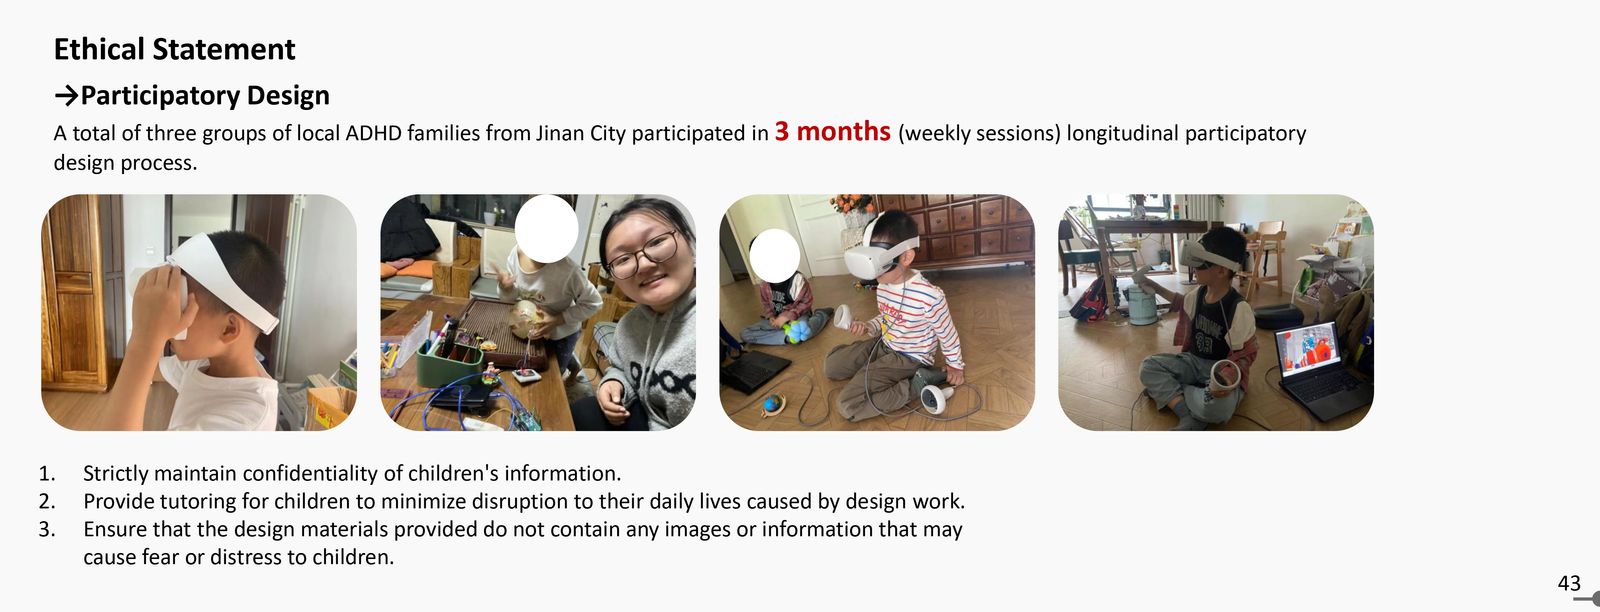 Ethical Statement
→Participatory Design
A total of three groups of local ADHD families from Jinan City participated in 3 months (weekly sessions) longitudinal participatory
design process.
1. Strictly maintain confidentiality of children's information.
2. Provide tutoring for children to minimize disruption to their daily lives caused by design work.
3. Ensure that the design materials provided do not contain any images or information that may
cause fear or distress to children.
43